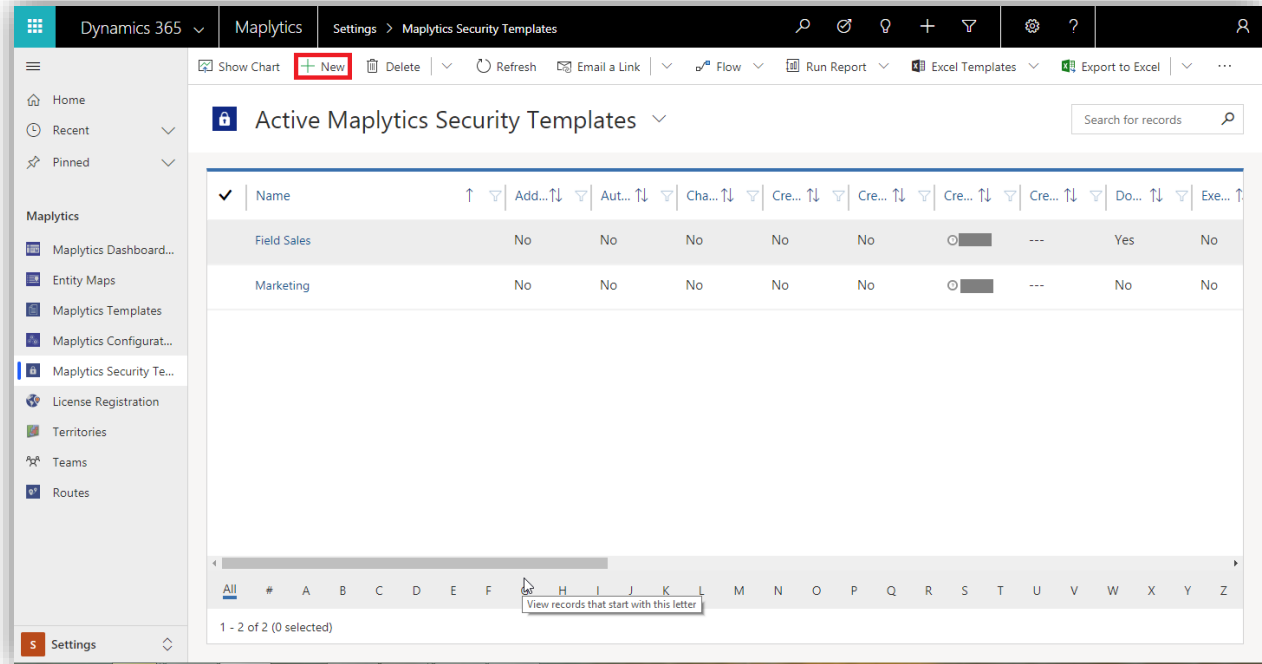 Dynamics 365 Maplytics Settings > Maplytics Security Templates ?
Show Chart + New Delete Refresh Email a Link Flow Run Report Excel Templates Export to Excel ...
Home
Recent
Pinned
Active Maplytics Security Templates
Search for records
Maplytics
Maplytics Dashboard...
Entity Maps
Maplytics Templates
Maplytics Configurat...
Maplytics Security Te...
License Registration
Territories
Teams
Routes
Name Add... Aut... Cha... Cre... Cre... Cre... Cre... Do... Exe...
Field Sales No No No No No --- Yes No
Marketing No No No No No --- No No
All # A B C D E F G H I J K L M N O P Q R S T U V W X Y Z
View records that start with this letter
1 - 2 of 2 (0 selected)
S Settings